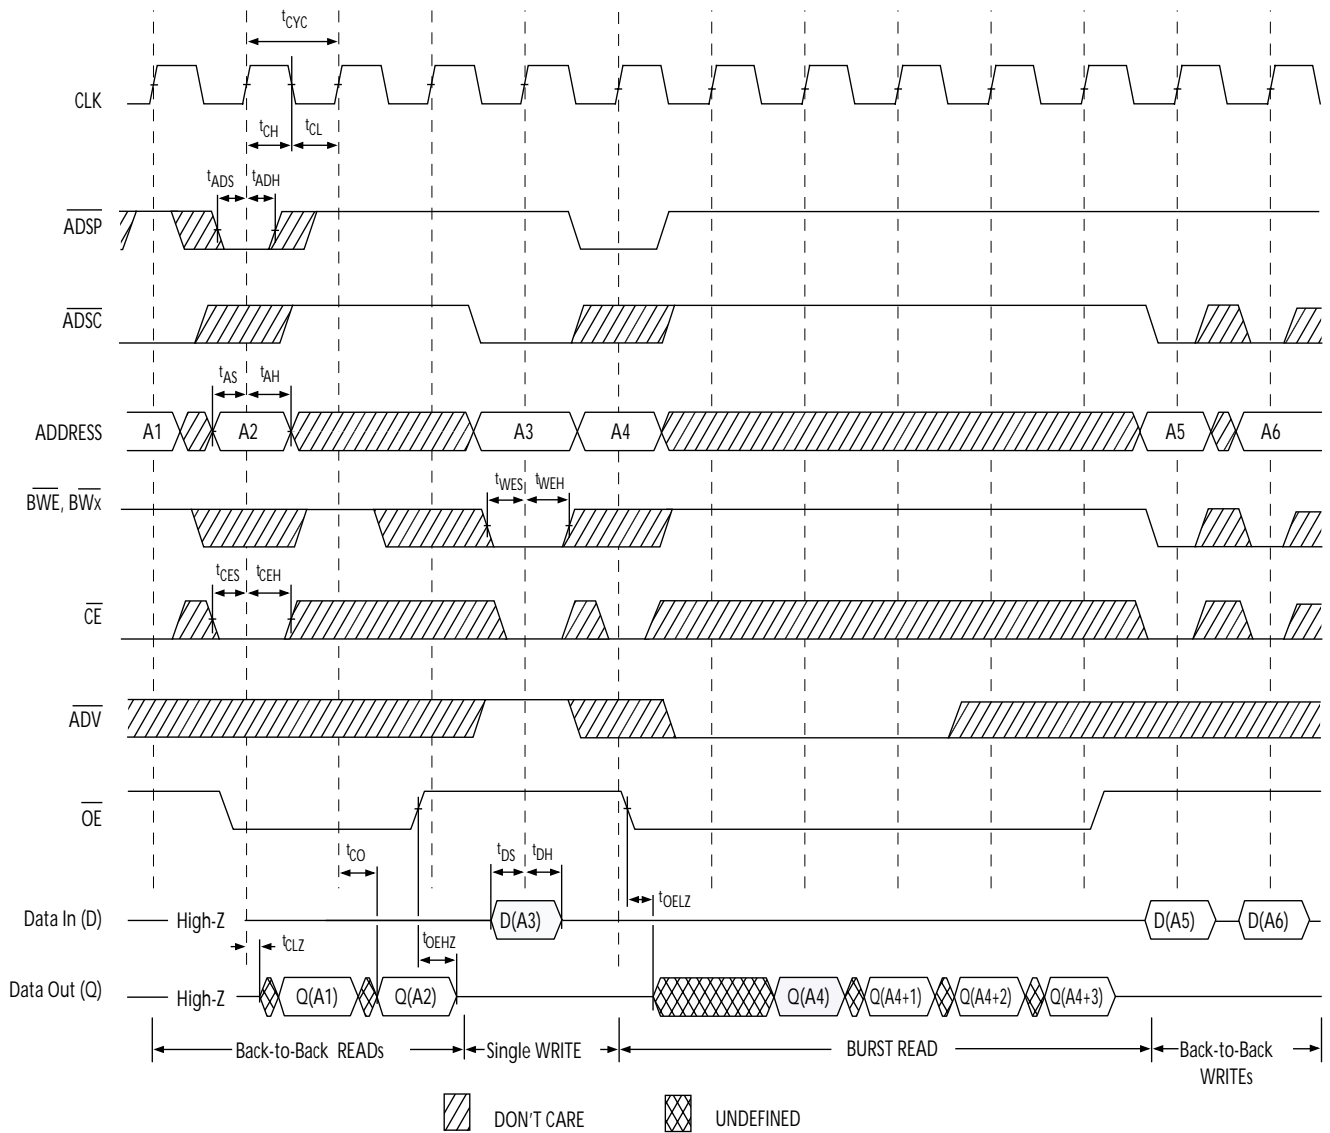 tCYC
CLK
tCH
tCL
tADS
tADH
ADSP
ADSC
tAS
tAH
ADDRESS
A1
A2
A3
A4
A5
A6
tWES
tWEH
BWE, BWx
tCES
tCEH
CE
ADV
OE
tCO
tDS
tDH
tOELZ
Data In (D)
High-Z
D(A3)
D(A5)
D(A6)
tCLZ
tOEHZ
Data Out (Q)
High-Z
Q(A1)
Q(A2)
Q(A4)
Q(A4+1)
Q(A4+2)
Q(A4+3)
Back-to-Back READs
Single WRITE
BURST READ
Back-to-Back
WRITEs
DON'T CARE
UNDEFINED